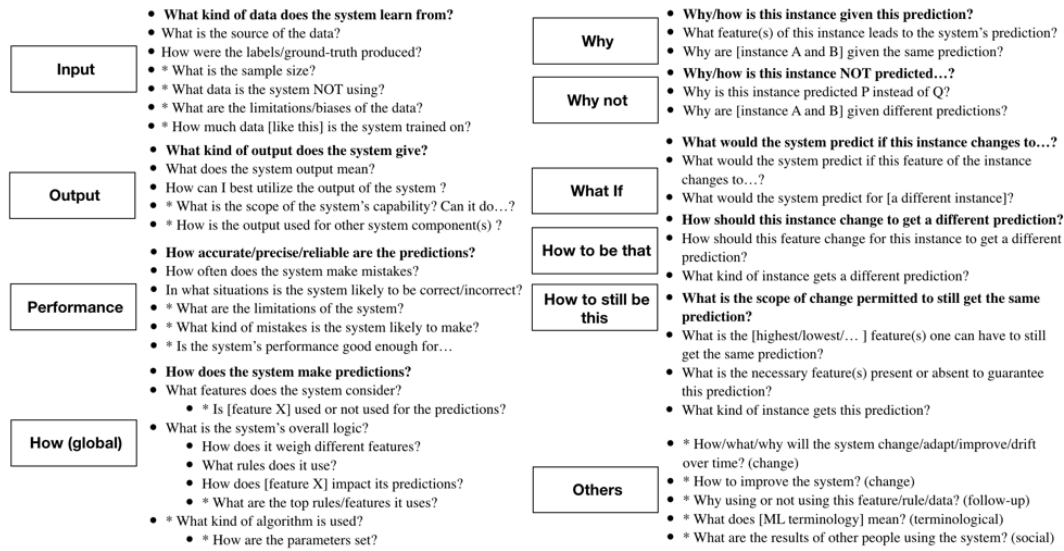 Input
• What kind of data does the system learn from?
• What is the source of the data?
• How were the labels/ground-truth produced?
• * What is the sample size?
• * What data is the system NOT using?
• * What are the limitations/biases of the data?
• * How much data [like this] is the system trained on?
Output
• What kind of output does the system give?
• What does the system output mean?
• How can I best utilize the output of the system ?
• * What is the scope of the system's capability? Can it do…?
• * How is the output used for other system component(s) ?
Performance
• How accurate/precise/reliable are the predictions?
• How often does the system make mistakes?
• In what situations is the system likely to be correct/incorrect?
• * What are the limitations of the system?
• * What kind of mistakes is the system likely to make?
• * Is the system's performance good enough for…
How (global)
• How does the system make predictions?
• What features does the system consider?
• * Is [feature X] used or not used for the predictions?
• What is the system's overall logic?
• How does it weigh different features?
• What rules does it use?
• How does [feature X] impact its predictions?
• * What are the top rules/features it uses?
• * What kind of algorithm is used?
• * How are the parameters set?
Why
• Why/how is this instance given this prediction?
• What feature(s) of this instance leads to the system's prediction?
• Why are [instance A and B] given the same prediction?
Why not
• Why/how is this instance NOT predicted…?
• Why is this instance predicted P instead of Q?
• Why are [instance A and B] given different predictions?
What If
• What would the system predict if this instance changes to…?
• What would the system predict if this feature of the instance
changes to…?
• What would the system predict for [a different instance]?
How to be that
• How should this instance change to get a different prediction?
• How should this feature change for this instance to get a different
prediction?
• What kind of instance gets a different prediction?
How to still be
this
• What is the scope of change permitted to still get the same
prediction?
• What is the [highest/lowest/… ] feature(s) one can have to still
get the same prediction?
• What is the necessary feature(s) present or absent to guarantee
this prediction?
• What kind of instance gets this prediction?
Others
• * How/what/why will the system change/adapt/improve/drift
over time? (change)
• * How to improve the system? (change)
• * Why using or not using this feature/rule/data? (follow-up)
• * What does [ML terminology] mean? (terminological)
• * What are the results of other people using the system? (social)